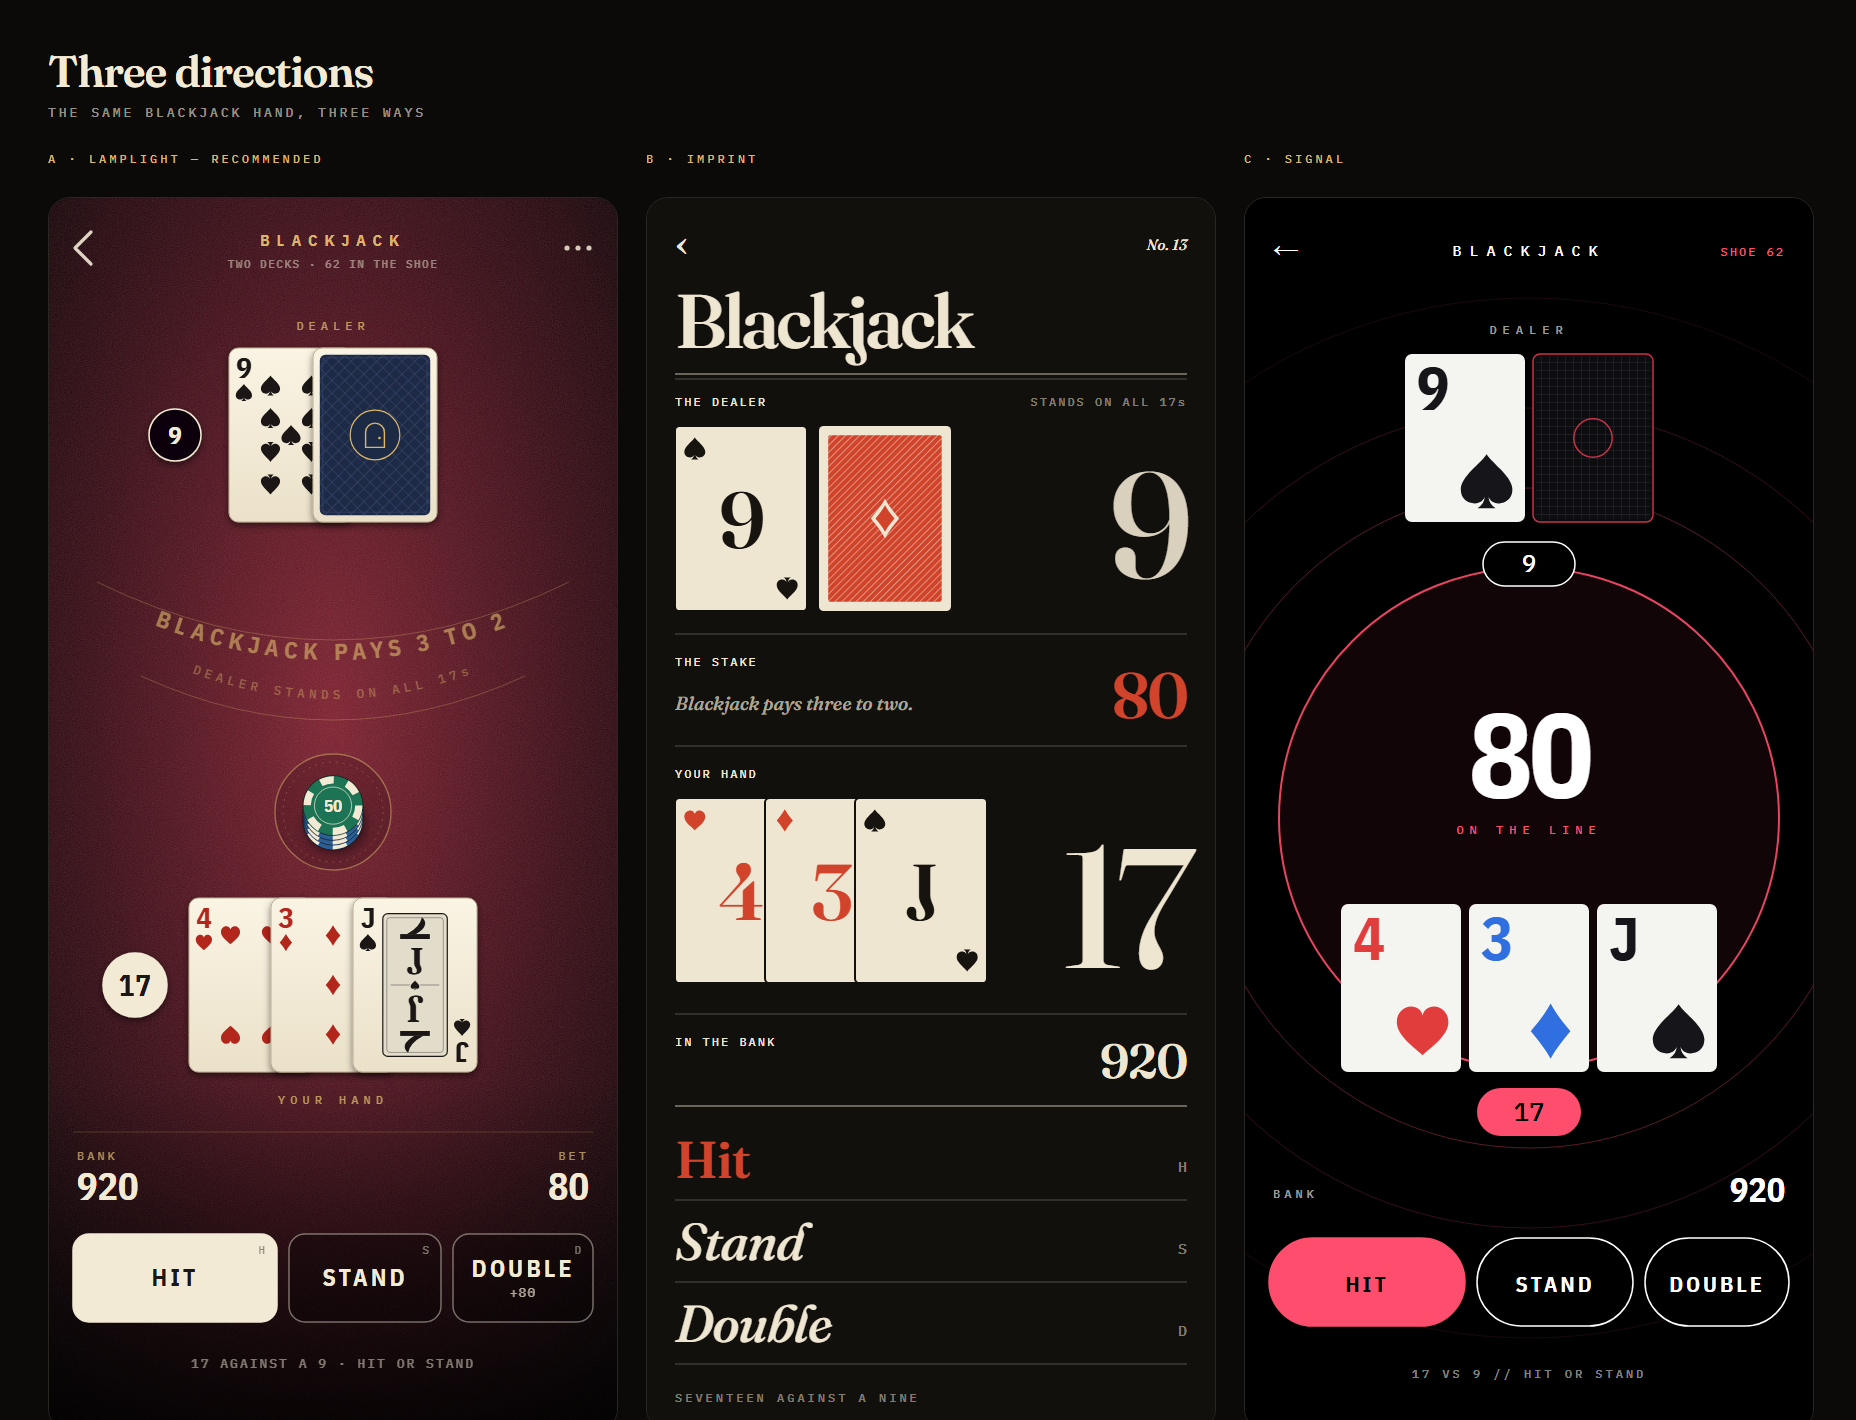 Three directions
THE SAME BLACKJACK HAND, THREE WAYS
A · LAMPLIGHT — RECOMMENDED
BLACKJACK
TWO DECKS · 62 IN THE SHOE
DEALER
9
9
BLACKJACK PAYS 3 TO 2
DEALER STANDS ON ALL 17s
50
4
3
J
J
J
J
17
YOUR HAND
BANK
BET
920
80
H
HIT
S
STAND
D
DOUBLE
+80
17 AGAINST A 9 · HIT OR STAND
B · IMPRINT
No. 13
Blackjack
THE DEALER
STANDS ON ALL 17s
9
9
THE STAKE
Blackjack pays three to two.
80
YOUR HAND
4
3
J
17
IN THE BANK
920
Hit
H
Stand
S
Double
D
SEVENTEEN AGAINST A NINE
C · SIGNAL
BLACKJACK
SHOE 62
DEALER
9
9
80
ON THE LINE
4
3
J
17
BANK
920
HIT
STAND
DOUBLE
17 VS 9 // HIT OR STAND